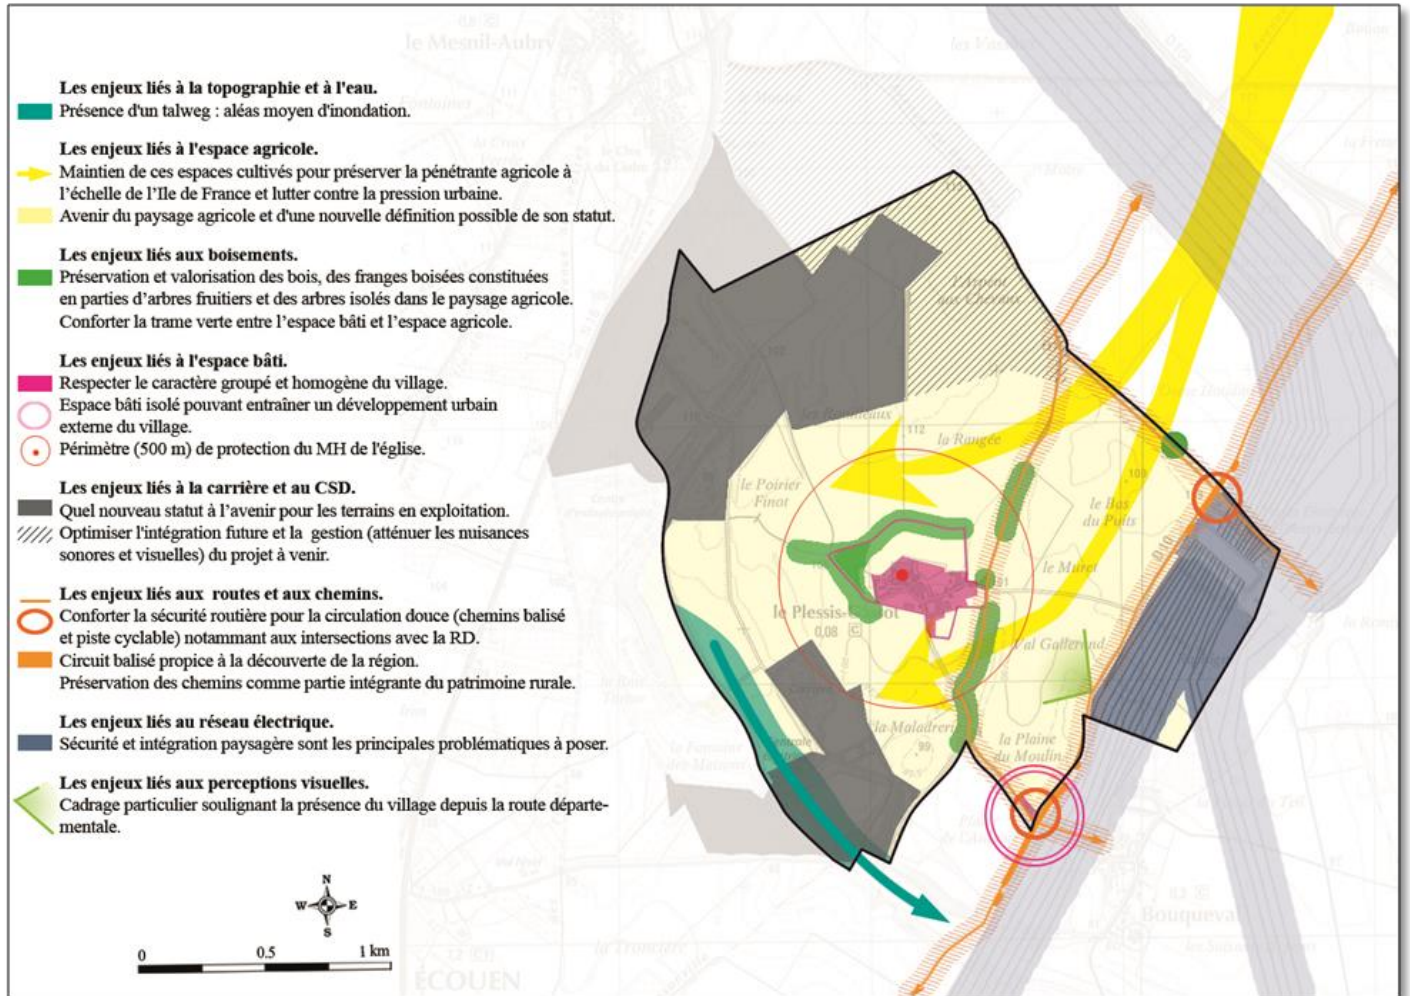 Les enjeux liés à la topographie et à l'eau.
Présence d'un talweg : aléas moyen d'inondation.
Les enjeux liés à l'espace agricole.
Maintien de ces espaces cultivés pour préserver la pénétrante agricole à
l'échelle de l'Ile de France et lutter contre la pression urbaine.
Avenir du paysage agricole et d'une nouvelle définition possible de son statut.
Les enjeux liés aux boisements.
Préservation et valorisation des bois, des franges boisées constituées
en parties d'arbres fruitiers et des arbres isolés dans le paysage agricole.
Conforter la trame verte entre l'espace bâti et l'espace agricole.
Les enjeux liés à l'espace bâti.
Respecter le caractère groupé et homogène du village.
Espace bâti isolé pouvant entraîner un développement urbain
externe du village.
Périmètre (500 m) de protection du MH de l'église.
Les enjeux liés à la carrière et au CSD.
Quel nouveau statut à l'avenir pour les terrains en exploitation.
Optimiser l'intégration future et la gestion (atténuer les nuisances
sonores et visuelles) du projet à venir.
Les enjeux liés aux routes et aux chemins.
Conforter la sécurité routière pour la circulation douce (chemins balisé
et piste cyclable) notamment aux intersections avec la RD.
Circuit balisé propice à la découverte de la région.
Préservation des chemins comme partie intégrante du patrimoine rurale.
Les enjeux liés au réseau électrique.
Sécurité et intégration paysagère sont les principales problématiques à poser.
Les enjeux liés aux perceptions visuelles.
Cadrage particulier soulignant la présence du village depuis la route départe-
mentale.
N
W E
S
0 0.5 1 km
le Mesnil-Aubry
la Rangée
112
le Poirier
Finot
le Bas
du Puits
le Muret
101
le Plessis-
0,08 C
Val Gallerand
la Maladrerie
99
la Plaine
du Moulin
Bouqueval
la Troncière
ÉCOUEN